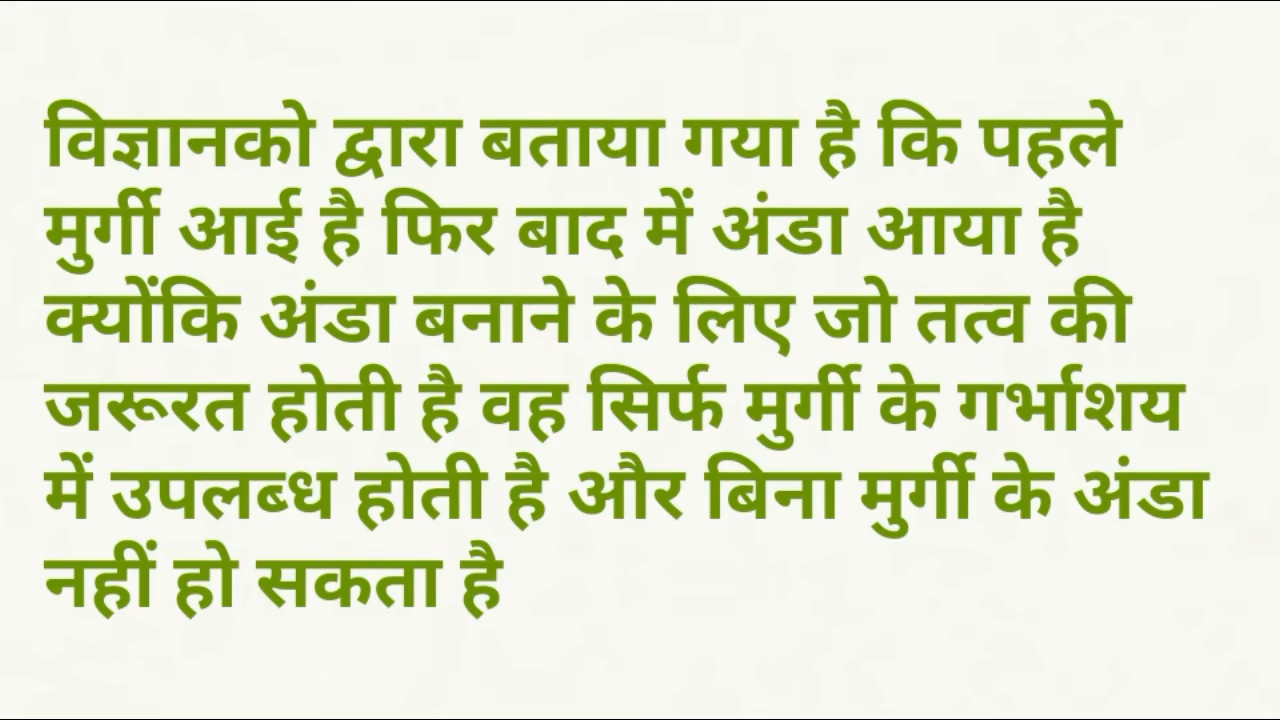 विज्ञानको द्वारा बताया गया है कि पहले
मुर्गी आई है फिर बाद में अंडा आया है
क्योंकि अंडा बनाने के लिए जो तत्व की
जरूरत होती है वह सिर्फ मुर्गी के गर्भाशय
में उपलब्ध होती है और बिना मुर्गी के अंडा
नहीं हो सकता है